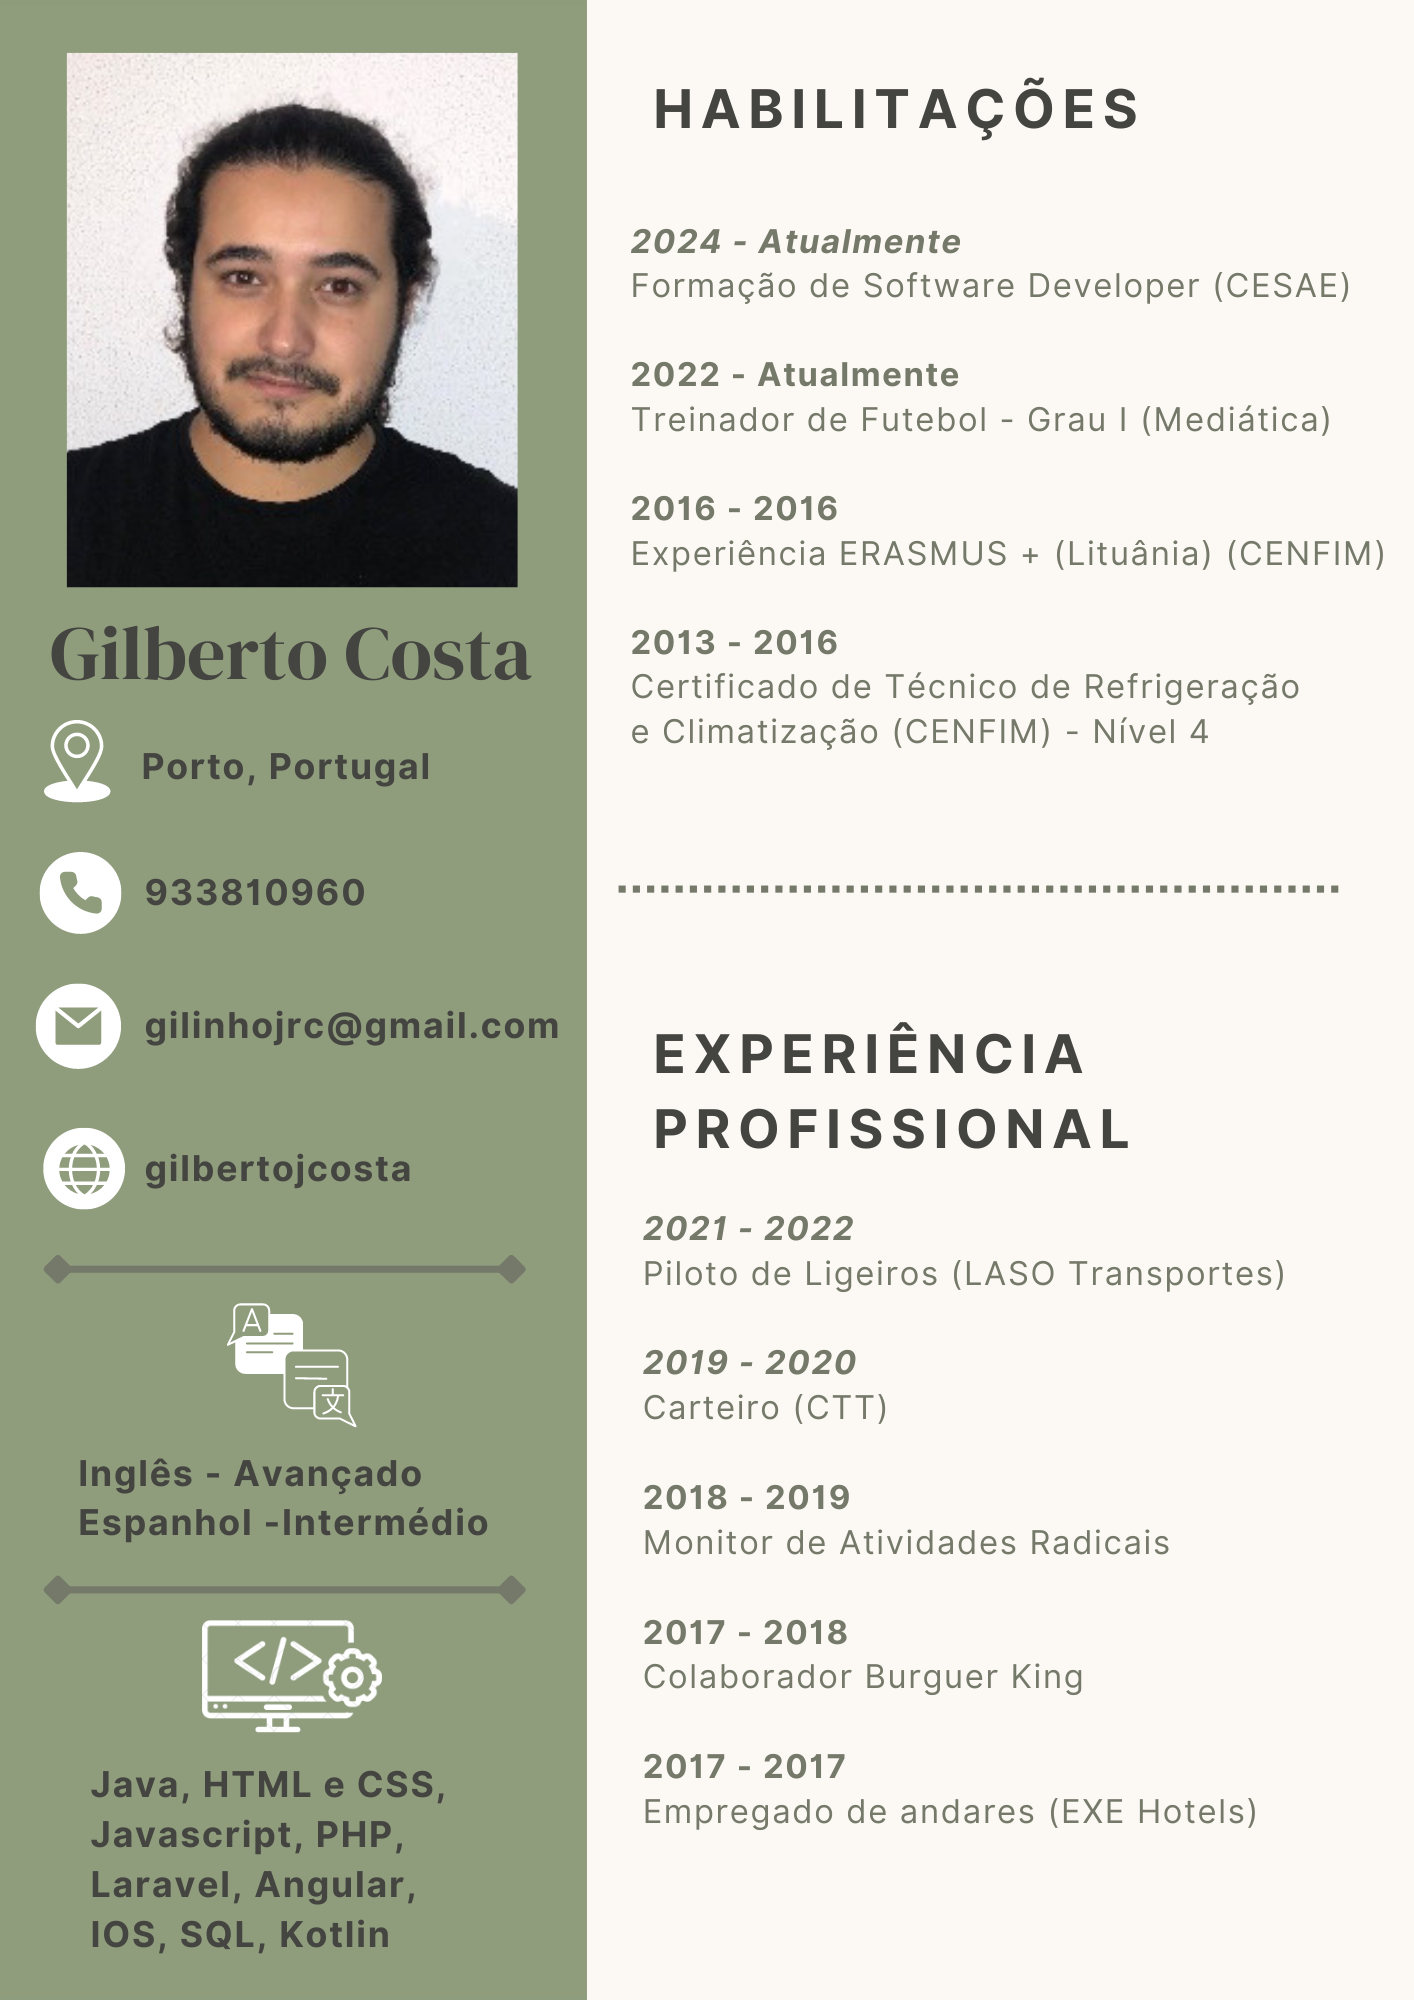 Gilberto Costa
Porto, Portugal
933810960
gilinhojrc@gmail.com
gilbertojcosta
A
文
Inglês - Avançado
Espanhol -Intermédio
</>
Java, HTML e CSS,
Javascript, PHP,
Laravel, Angular,
IOS, SQL, Kotlin
HABILITAÇÕES
2024 - Atualmente
Formação de Software Developer (CESAE)
2022 - Atualmente
Treinador de Futebol - Grau I (Mediática)
2016 - 2016
Experiência ERASMUS + (Lituânia) (CENFIM)
2013 - 2016
Certificado de Técnico de Refrigeração
e Climatização (CENFIM) - Nível 4
EXPERIÊNCIA
PROFISSIONAL
2021 - 2022
Piloto de Ligeiros (LASO Transportes)
2019 - 2020
Carteiro (CTT)
2018 - 2019
Monitor de Atividades Radicais
2017 - 2018
Colaborador Burguer King
2017 - 2017
Empregado de andares (EXE Hotels)